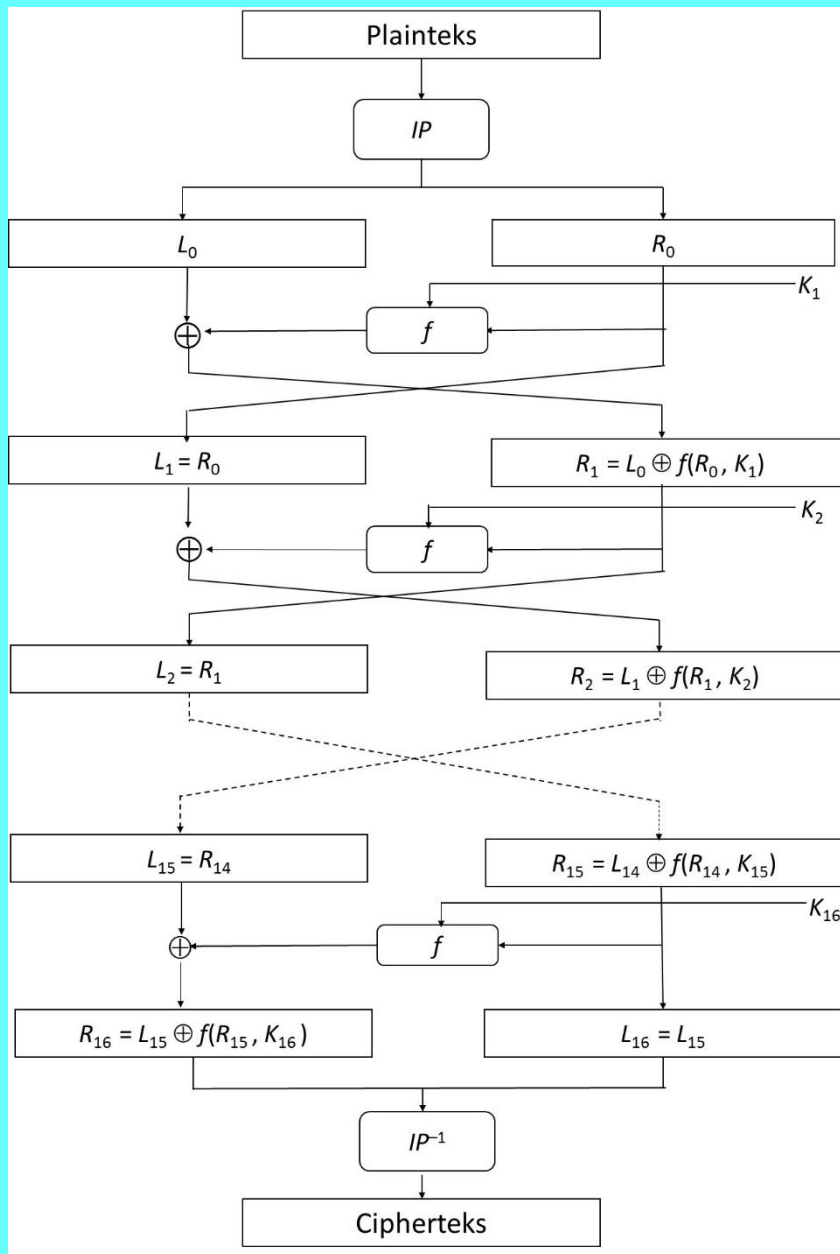 Plainteks
IP
L₀
R₀
K₁
f
⊕
L₁ = R₀
R₁ = L₀ ⊕ f(R₀ , K₁)
K₂
f
⊕
L₂ = R₁
R₂ = L₁ ⊕ f(R₁ , K₂)
L₁₅ = R₁₄
R₁₅ = L₁₄ ⊕ f(R₁₄ , K₁₅)
K₁₆
f
⊕
R₁₆ = L₁₅ ⊕ f(R₁₅ , K₁₆ )
L₁₆ = L₁₅
IP⁻¹
Cipherteks